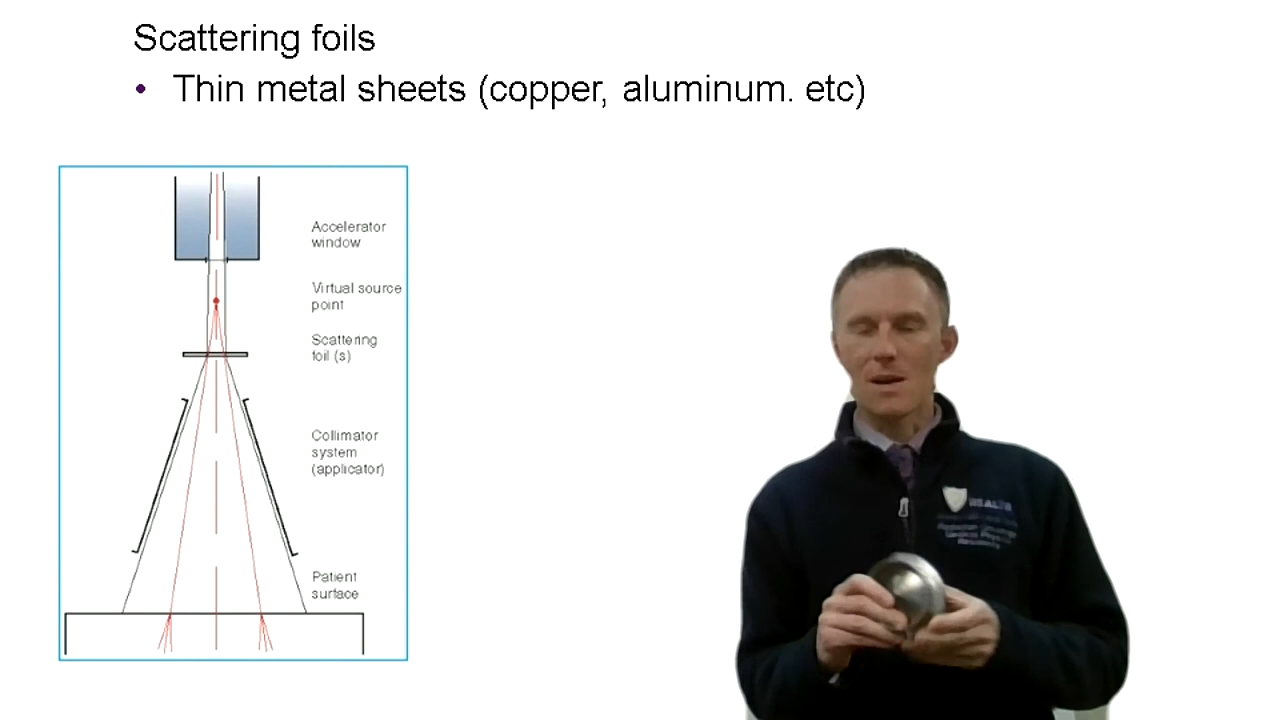 Scattering foils
• Thin metal sheets (copper, aluminum. etc)
Accelerator
window
Virtual source
point
Scattering
foil (s)
Collimator
system
(applicator)
Patient
surface
HEALTH